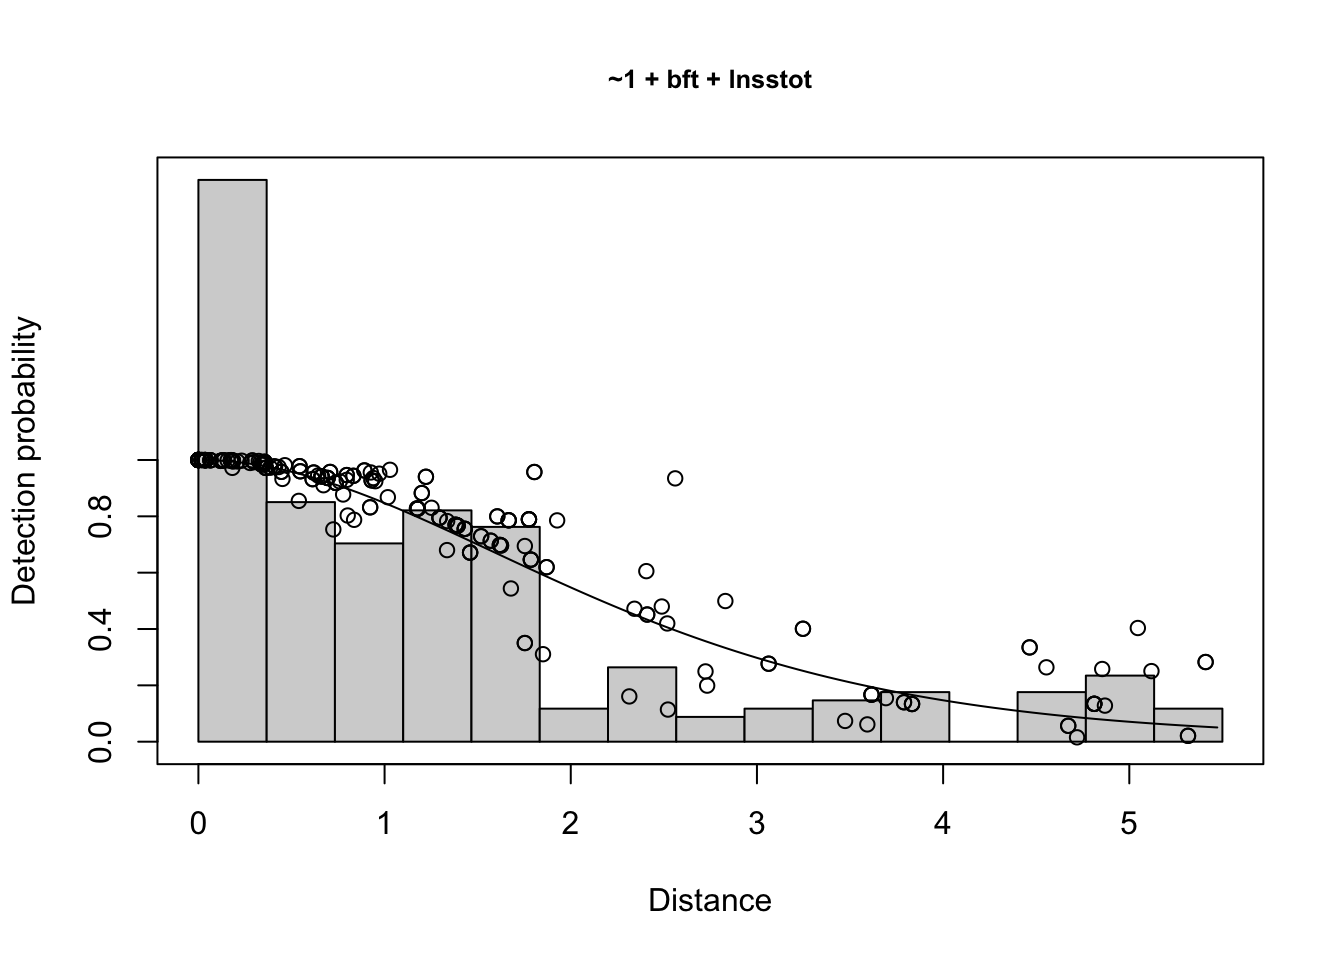 ~1 + bft + lnsstot
Detection probability
0.8
0.4
0.0
0 1 2 3 4 5
Distance